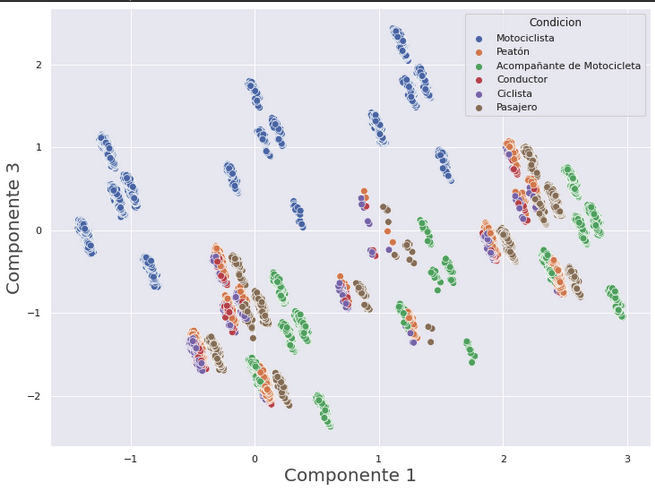 Condicion
Motociclista
Peatón
Acompañante de Motocicleta
Conductor
Ciclista
Pasajero
2
1
0
−1
−2
Componente 3
−1
0
1
2
3
Componente 1